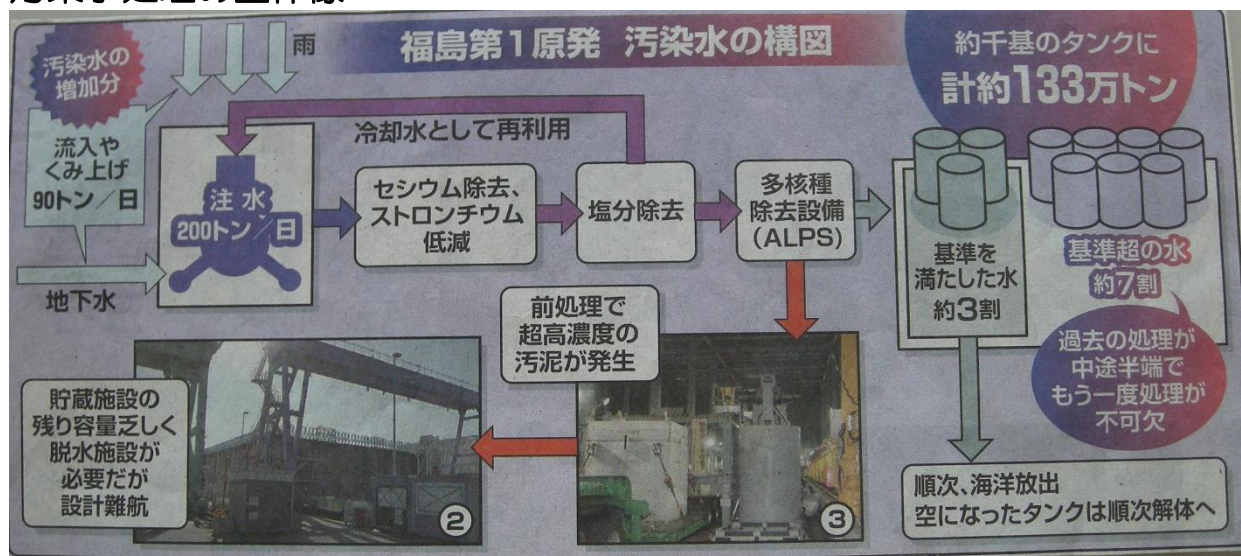 福島第1原発 汚染水の構図
汚染水の
増加分
雨
流入や
くみ上げ
90トン/日
地下水
注水
200トン/日
冷却水として再利用
セシウム除去、
ストロンチウム
低減
塩分除去
多核種
除去設備
(ALPS)
約千基のタンクに
計約133万トン
基準を
満たした水
約3割
基準超の水
約7割
過去の処理が
中途半端で
もう一度処理が
不可欠
前処理で
超高濃度の
汚泥が発生
貯蔵施設の
残り容量乏しく
脱水施設が
必要だが
設計難航
②
③
順次、海洋放出
空になったタンクは順次解体へ